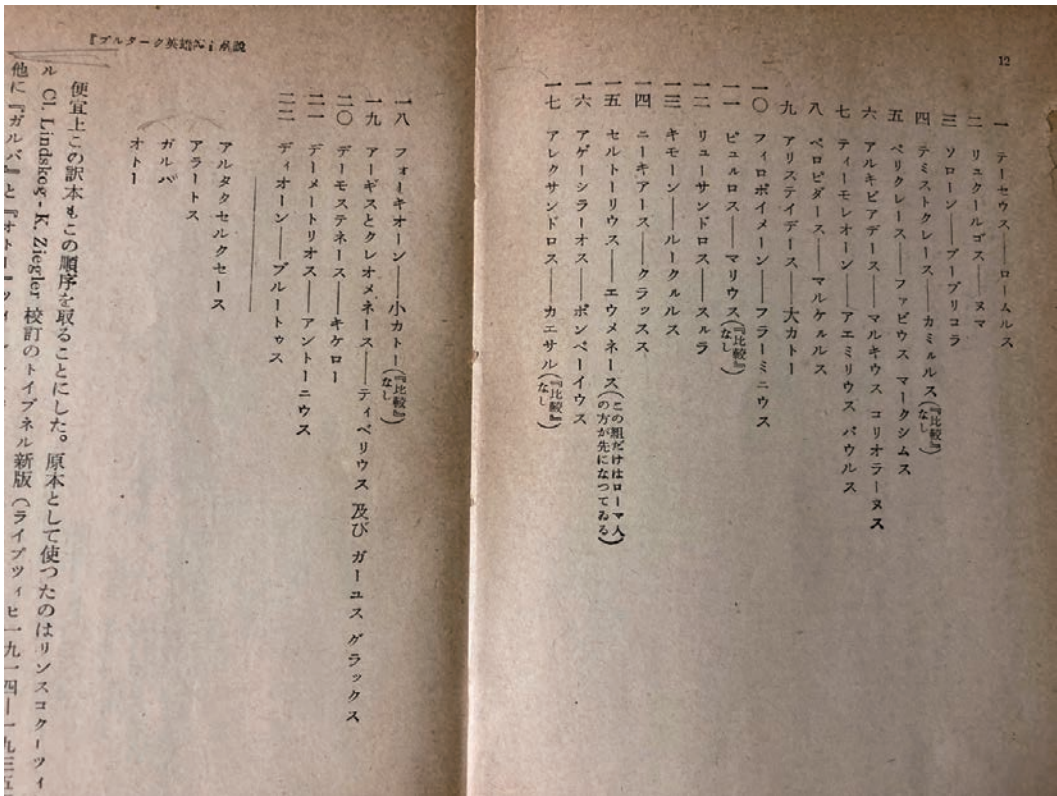 12
一 テーセウス——ロームルス
二 リュクールゴス——ヌマ
三 ソローン——プーブリコラ
四 テミストクレース——カミㇽルス(『比較』なし)
五 ペリクレース——ファビウス マークシムス
六 アルキビアデース——マルキウス コリオラーヌス
七 ティーモレオーン——アエミリウス パウルス
八 ペロピダース——マルケㇽルス
九 アリステイデース——大カトー
一〇 フィロポイメーン——フラーミニウス
一一 ピュルロス——マリウス(『比較』なし)
一二 リューサンドロス——スㇽラ
一三 キモーン——ルークㇽルス
一四 ニーキアース——クラッスス
一五 セルトーリウス——エウメネース(この組だけはローマ人の方が先になつてゐる)
一六 アゲーシラーオス——ポンペーイウス
一七 アレクサンドロス——カエサル(『比較』なし)
一八 フォーキオーン——小カトー(『比較』なし)
一九 アーギスとクレオメネース——ティベリウス 及び ガーユス グラックス
二〇 デーモステネース——キケロー
二一 デーメートリオス——アントーニウス
二二 ディオーン——ブルートゥス
アルタクセルクセース
アラートス
ガルバ
オトー
便宜上この訳本もこの順序を取ることにした。原本として使つたのはリンスコク-ツィ
ル Cl. Lindskog - K. Ziegler 校訂のトイプネル新版(ライプツィヒ一九一四—一九三五
他に『ガルバ』と『オトー』
『プルターク英雄伝』解説